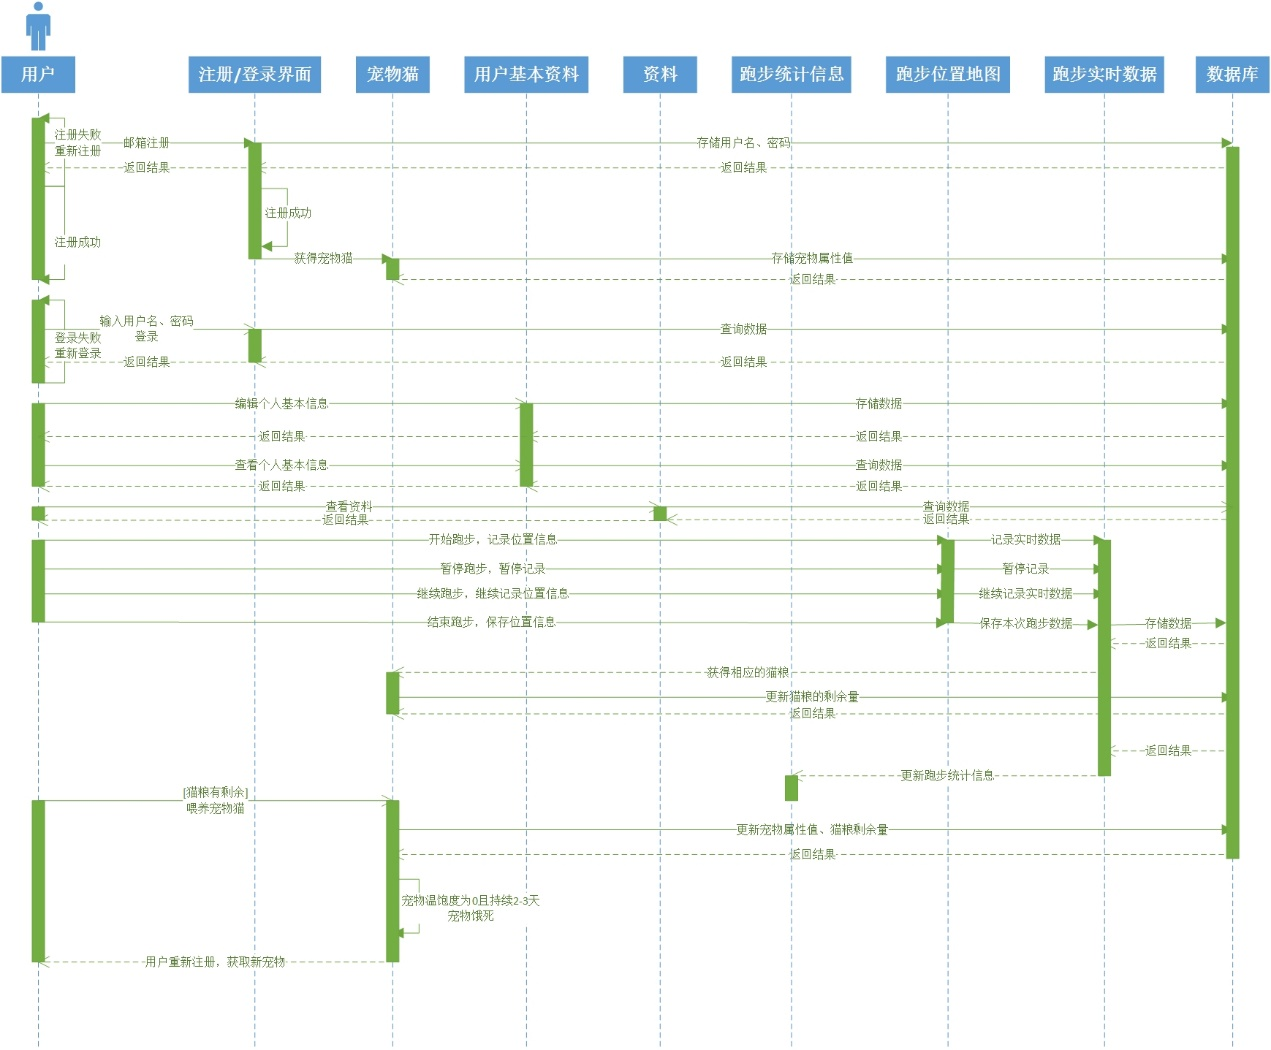 用户
注册/登录界面
宠物猫
用户基本资料
资料
跑步统计信息
跑步位置地图
跑步实时数据
数据库
注册失败
重新注册
邮箱注册
存储用户名、密码
返回结果
返回结果
注册成功
注册成功
获得宠物猫
存储宠物属性值
返回结果
输入用户名、密码
登录
查询数据
登录失败
重新登录
返回结果
返回结果
编辑个人基本信息
存储数据
返回结果
返回结果
查看个人基本信息
查询数据
返回结果
返回结果
查看资料
查询数据
返回结果
返回结果
开始跑步，记录位置信息
记录实时数据
暂停跑步，暂停记录
暂停记录
继续跑步，继续记录位置信息
继续记录实时数据
结束跑步，保存位置信息
保存本次跑步数据
存储数据
返回结果
获得相应的猫粮
更新猫粮的剩余量
返回结果
返回结果
更新跑步统计信息
[猫粮有剩余]
喂养宠物猫
更新宠物属性值、猫粮剩余量
返回结果
宠物温饱度为0且持续2-3天
宠物饿死
用户重新注册，获取新宠物